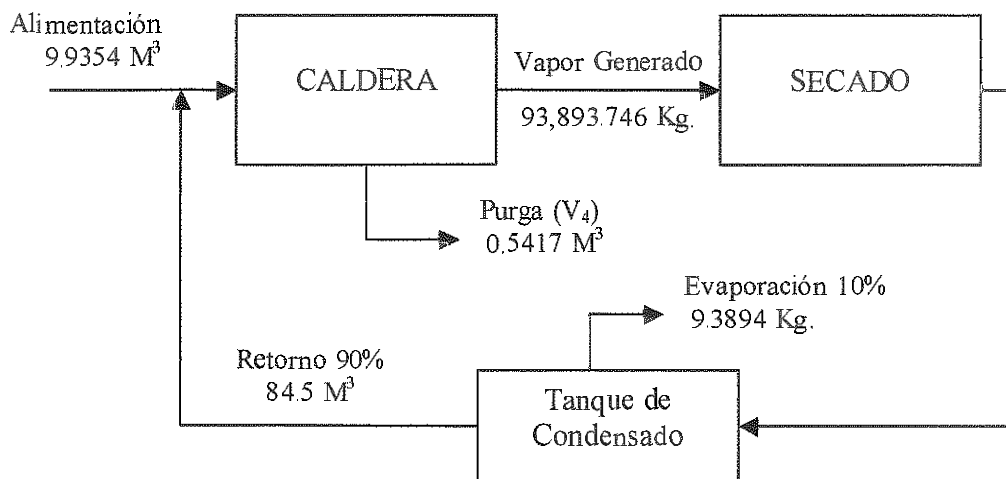 Alimentación
9.9354 M³
CALDERA
Vapor Generado
93,893.746 Kg.
SECADO
Purga (V₄)
0.5417 M³
Evaporación 10%
9.3894 Kg.
Retorno 90%
84.5 M³
Tanque de
Condensado